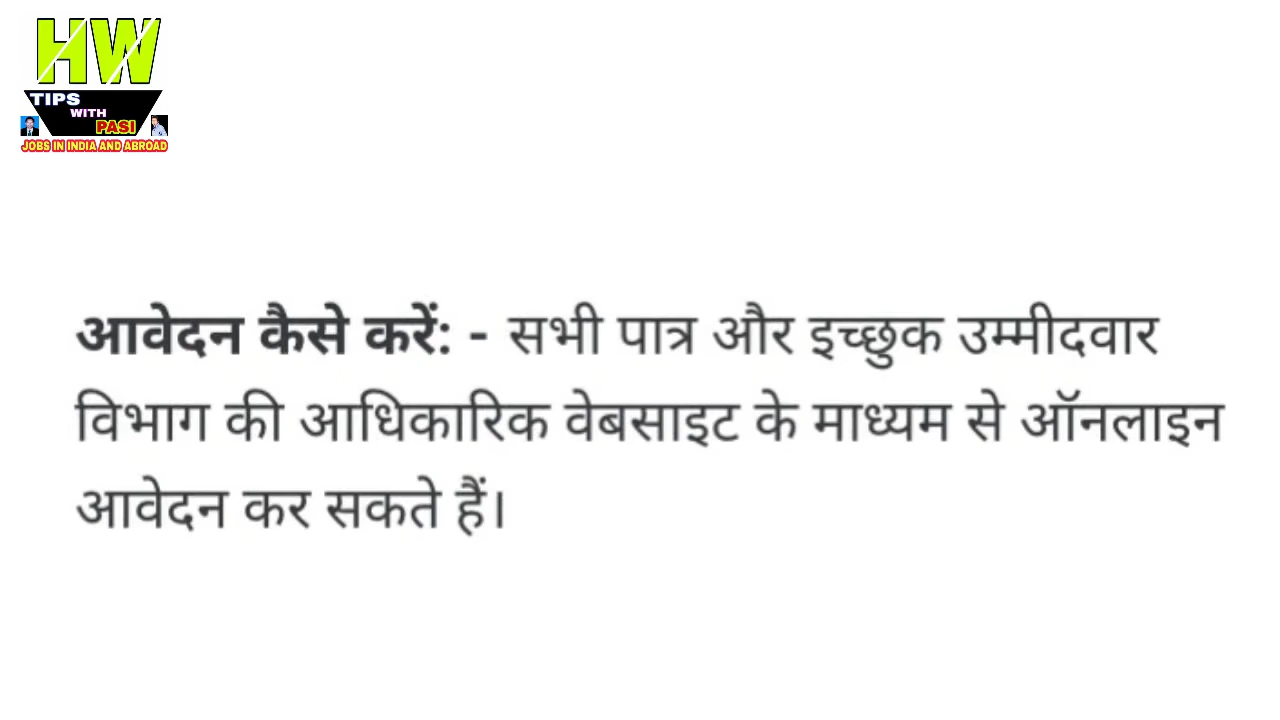 HW
TIPS
WITH
PASI
JOBS IN INDIA AND ABROAD
आवेदन कैसे करें: - सभी पात्र और इच्छुक उम्मीदवार
विभाग की आधिकारिक वेबसाइट के माध्यम से ऑनलाइन
आवेदन कर सकते हैं।